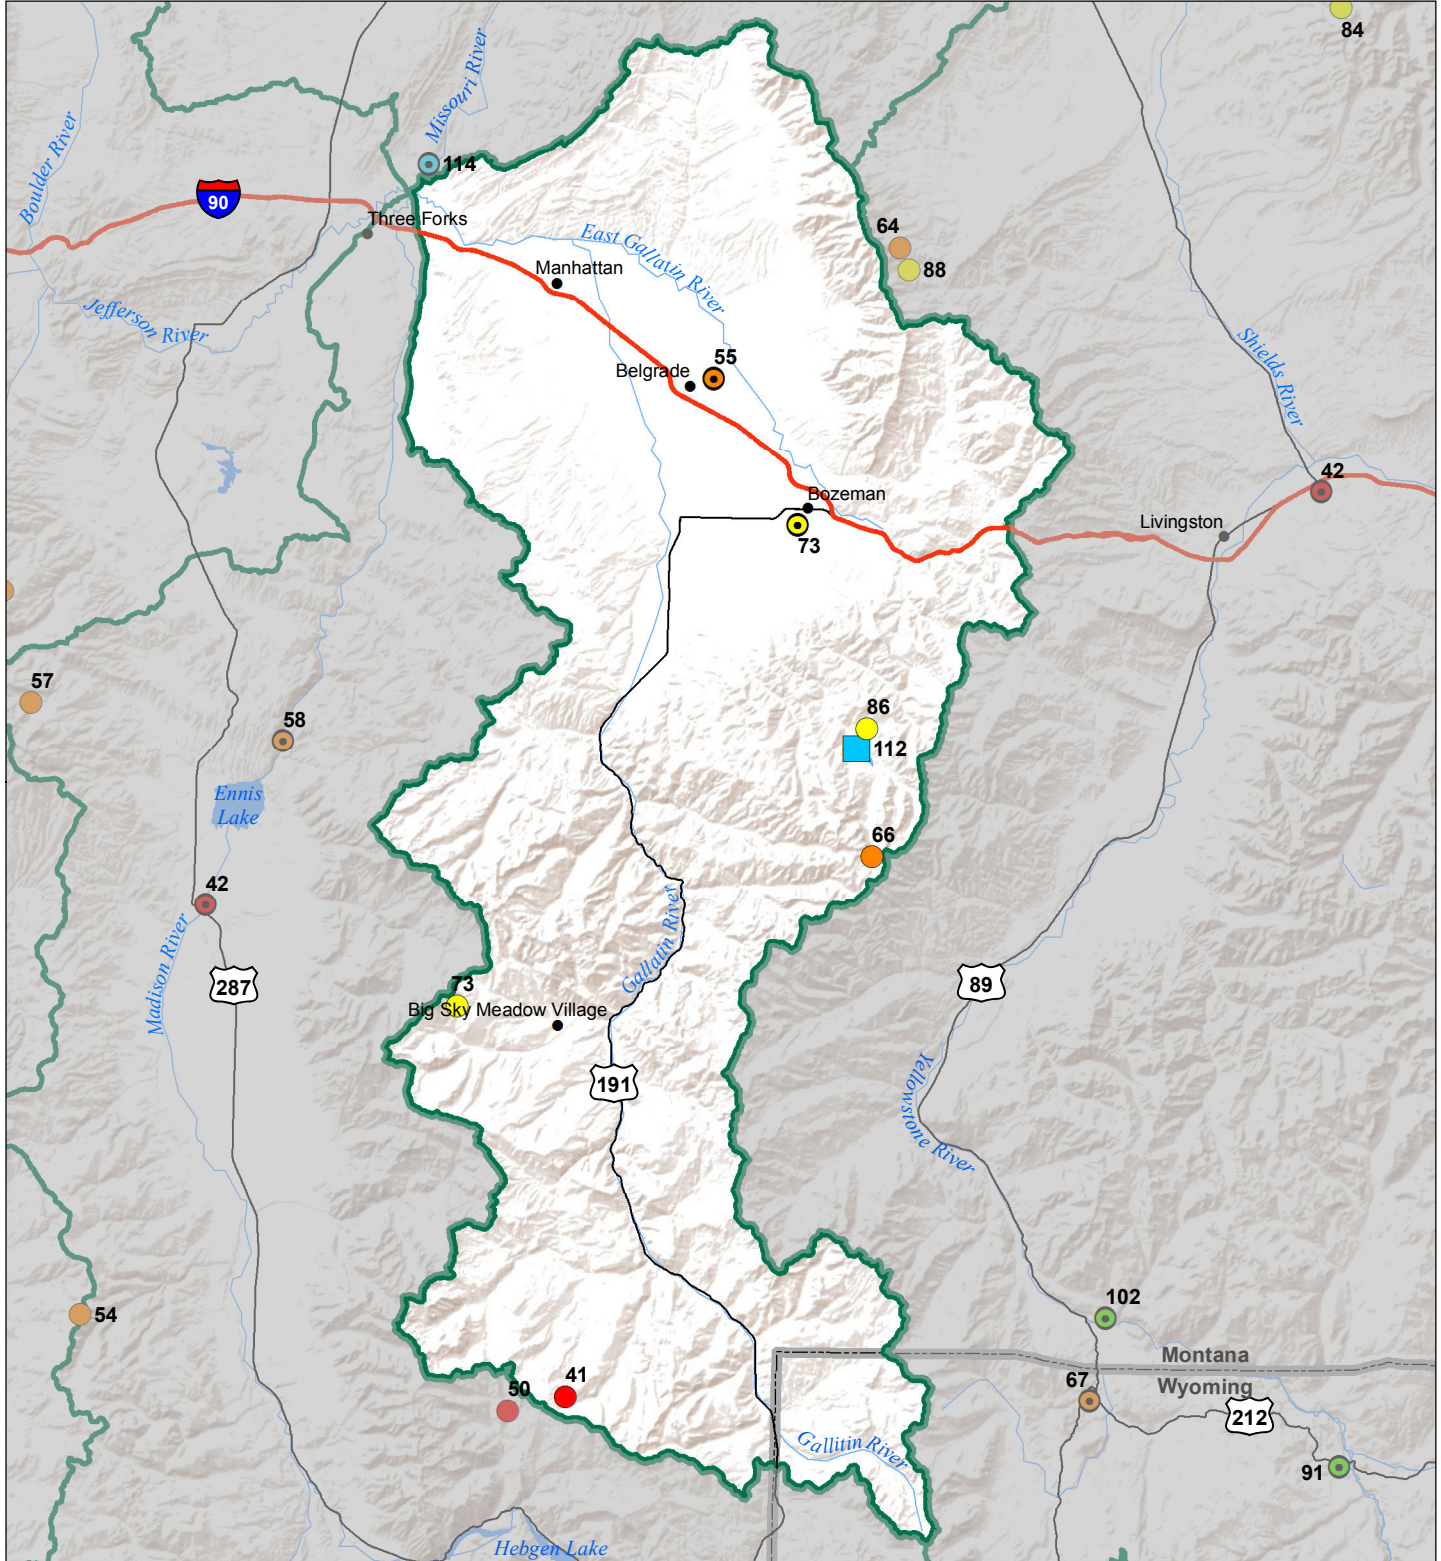 84
Missouri River
Boulder River
114
90
Three Forks
64
East Gallatin River
88
Manhattan
Jefferson River
Shields River
55
Belgrade
42
Bozeman
Livingston
73
57
86
58
112
Ennis
Lake
66
42
Gallatin River
Madison River
73
287
89
Big Sky Meadow Village
191
Yellowstone River
102
54
Montana
41
50
67
Wyoming
212
Gallitin River
91
Hebgen Lake